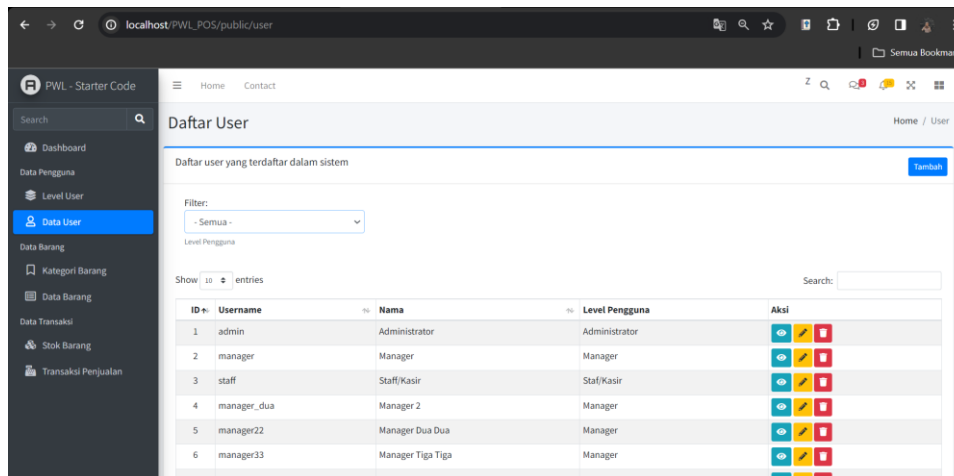 localhost/PWL_POS/public/user
Semua Bookmar
PWL - Starter Code
Home Contact
Search
Daftar User
Home / User
Dashboard
Data Pengguna
Level User
Data User
Data Barang
Kategori Barang
Data Barang
Data Transaksi
Stok Barang
Transaksi Penjualan
Daftar user yang terdaftar dalam sistem
Tambah
Filter:
- Semua -
Level Pengguna
Show 10 entries
Search:
ID Username Nama Level Pengguna Aksi
1 admin Administrator Administrator
2 manager Manager Manager
3 staff Staff/Kasir Staf/Kasir
4 manager_dua Manager 2 Manager
5 manager22 Manager Dua Dua Manager
6 manager33 Manager Tiga Tiga Manager